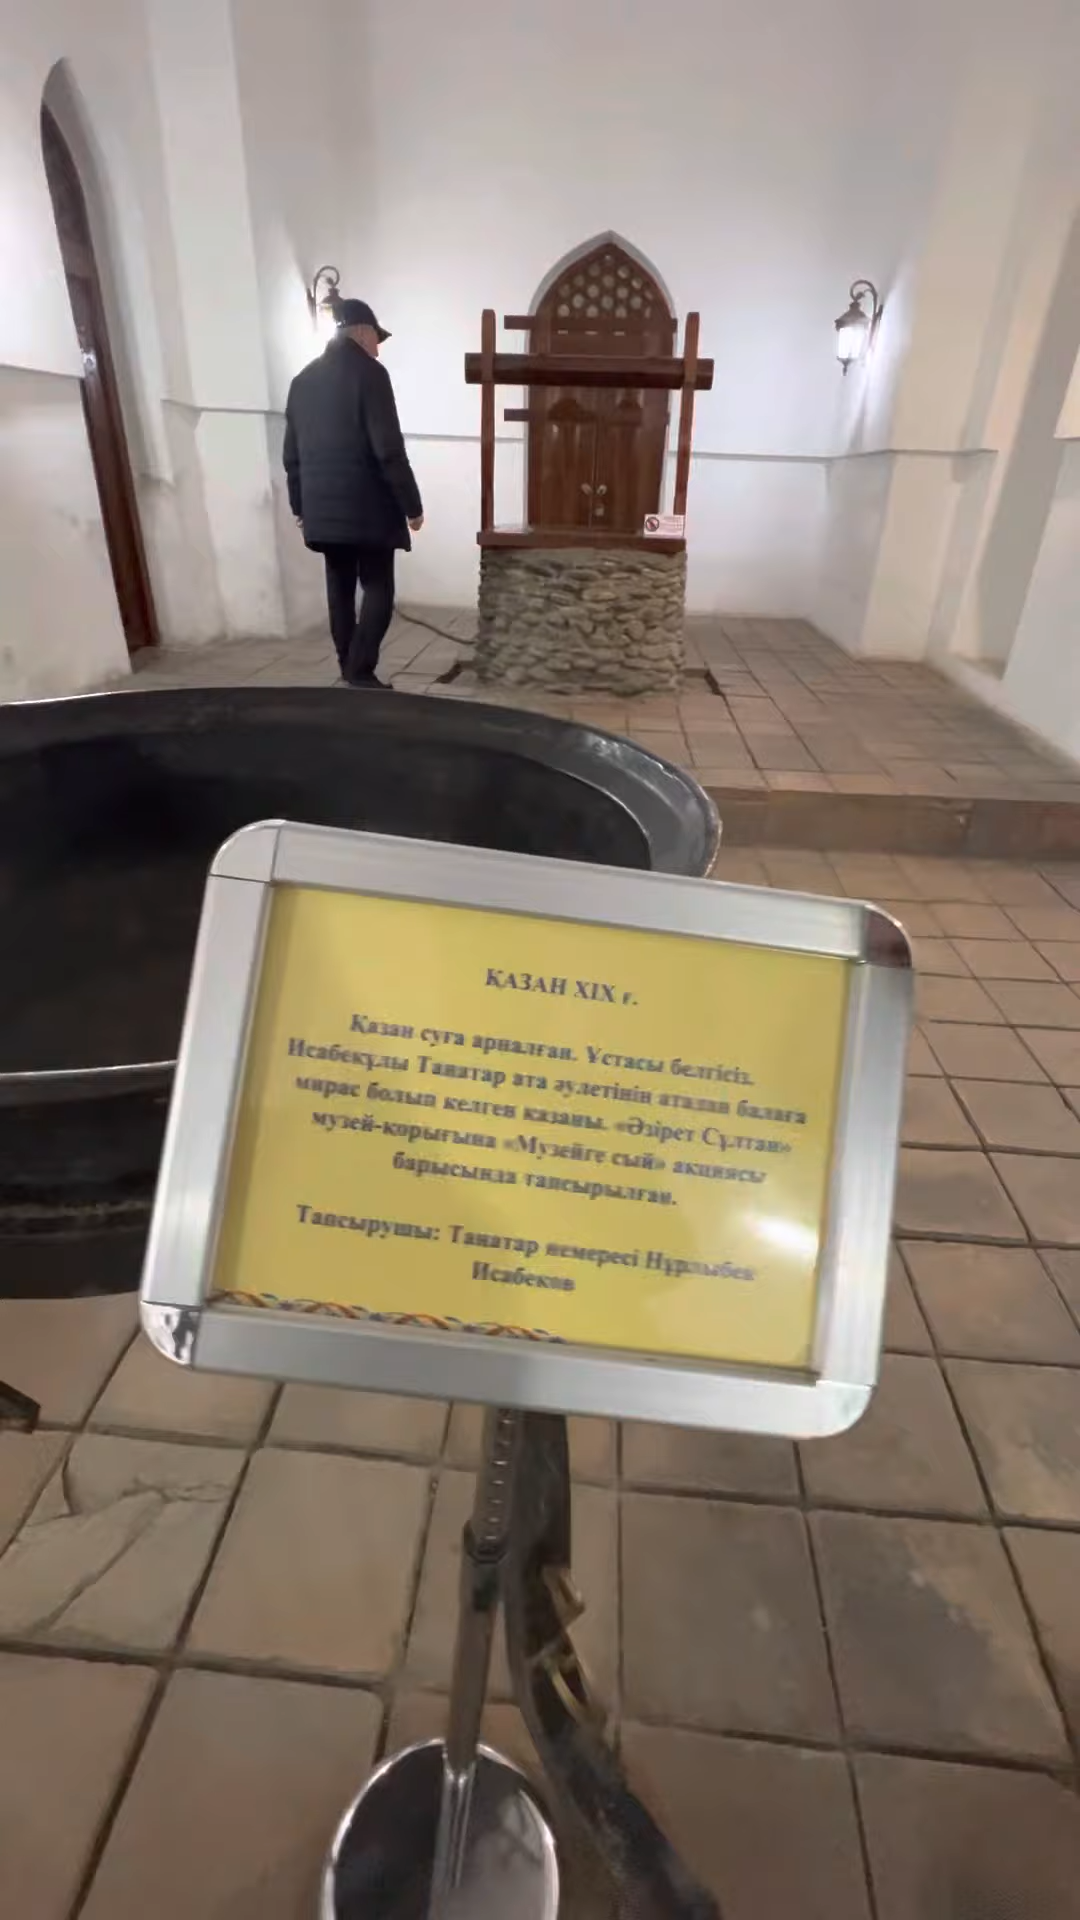 ҚАЗАН XIX ғ.
Қазан суға арналған. Ұстасы белгісіз.
Исабекұлы Танатар ата әулетінің атадан балаға
мирас болып келген қазаны. «Әзірет Сұлтан»
музей-қорығына «Музейге сый» акциясы
барысында тапсырылған.
Тапсырушы: Танатар немересі Нұрлыбек
Исабеков